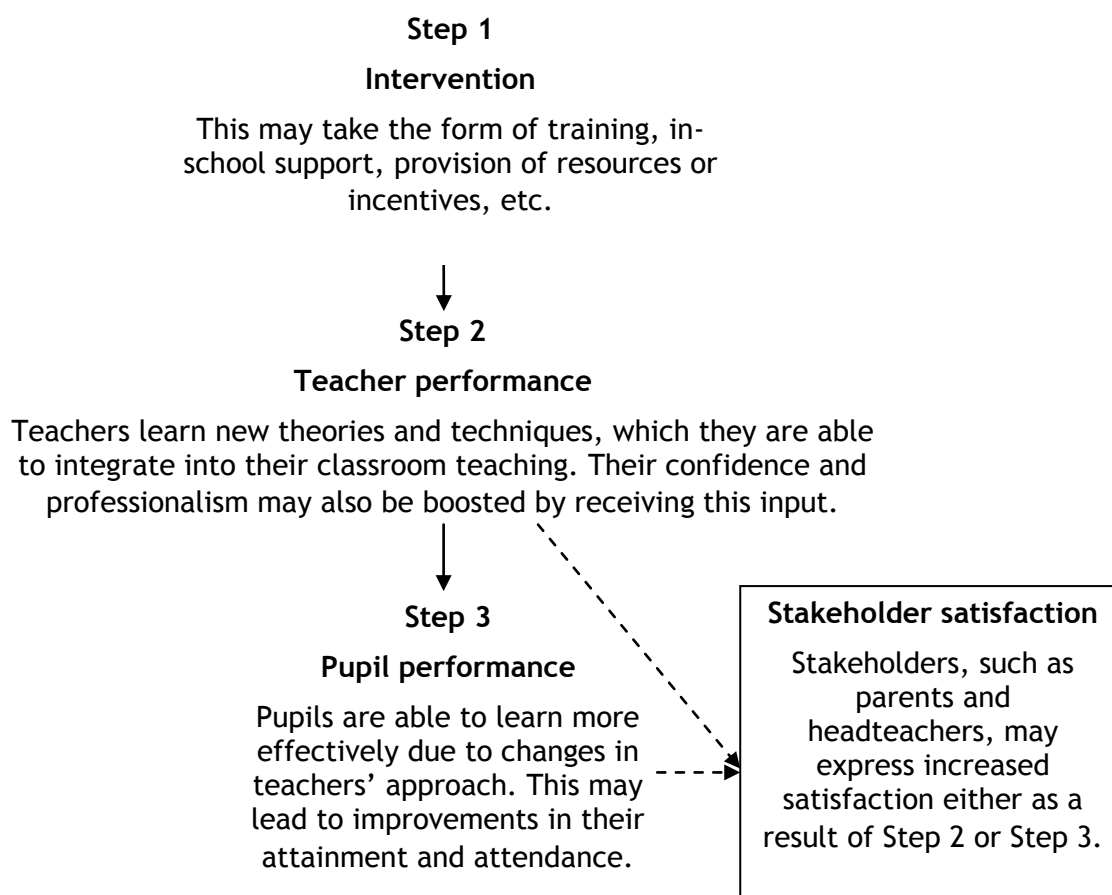 Step 1
Intervention
This may take the form of training, in-
school support, provision of resources or
incentives, etc.
Step 2
Teacher performance
Teachers learn new theories and techniques, which they are able
to integrate into their classroom teaching. Their confidence and
professionalism may also be boosted by receiving this input.
Step 3
Pupil performance
Pupils are able to learn more
effectively due to changes in
teachers’ approach. This may
lead to improvements in their
attainment and attendance.
Stakeholder satisfaction
Stakeholders, such as
parents and
headteachers, may
express increased
satisfaction either as a
result of Step 2 or Step 3.